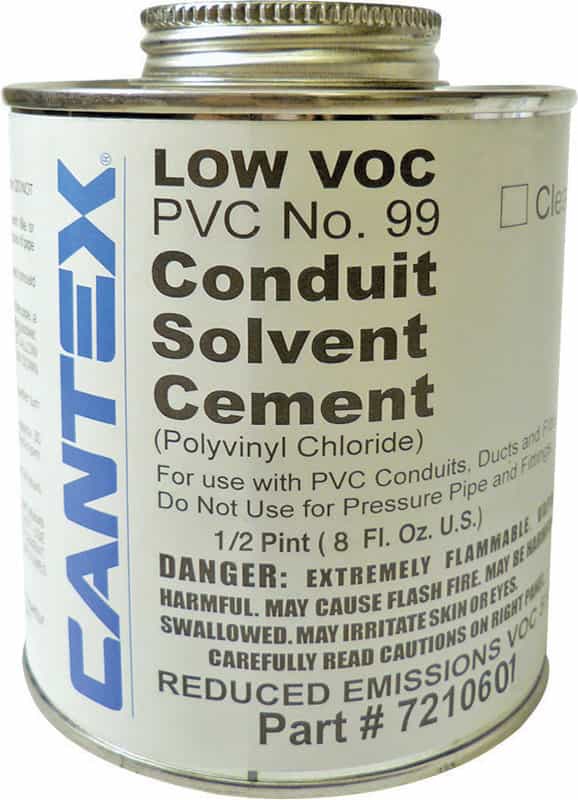 CANTEX®
LOW VOC
PVC No. 99
Conduit
Solvent
Cement
(Polyvinyl Chloride)
For use with PVC Conduits, Ducts and
Do Not Use for Pressure Pipe and Fittings
1/2 Pint ( 8 Fl. Oz. U.S.)
DANGER: EXTREMELY FLAMMABLE.
HARMFUL. MAY CAUSE FLASH FIRE. MAY BE
SWALLOWED. MAY IRRITATE SKIN OR EYES.
CAREFULLY READ CAUTIONS ON RIGHT
REDUCED EMISSIONS VOC
Part # 7210601